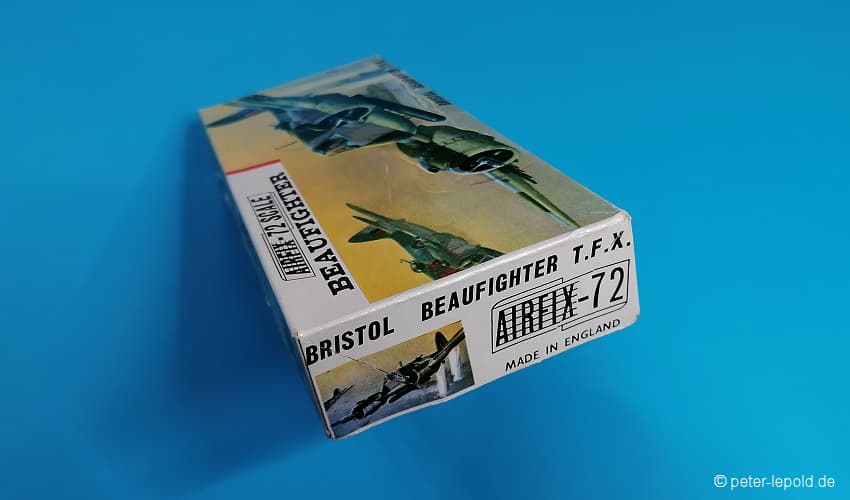 AIRFIX-72 SCALE
BEAUFIGHTER
BRISTOL BEAUFIGHTER T.F.X.
AIRFIX-72
MADE IN ENGLAND
© peter-lepold.de